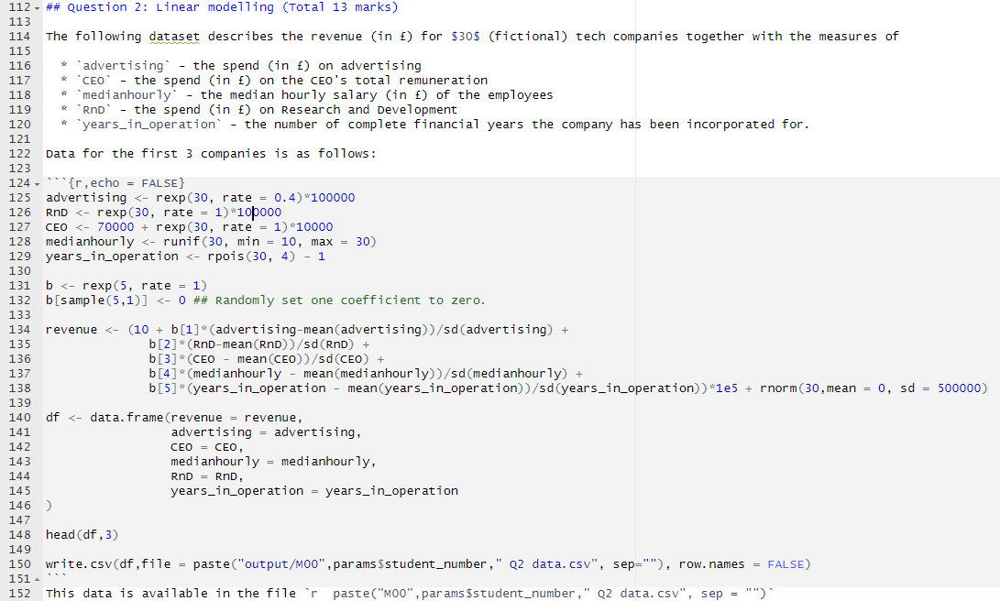 112 ## Question 2: Linear modelling (Total 13 marks)
113
114 The following dataset describes the revenue (in £) for $30$ (fictional) tech companies together with the measures of
115
116   * `advertising` - the spend (in £) on advertising
117   * `CEO` - the spend (in £) on the CEO's total remuneration
118   * `medianhourly` - the median hourly salary (in £) of the employees
119   * `RnD` - the spend (in £) on Research and Development
120   * `years_in_operation` - the number of complete financial years the company has been incorporated for.
121
122 Data for the first 3 companies is as follows:
123
124 ```{r,echo = FALSE}
125 advertising <- rexp(30, rate = 0.4)*100000
126 RnD <- rexp(30, rate = 1)*100000
127 CEO <- 70000 + rexp(30, rate = 1)*10000
128 medianhourly <- runif(30, min = 10, max = 30)
129 years_in_operation <- rpois(30, 4) - 1
130
131 b <- rexp(5, rate = 1)
132 b[sample(5,1)] <- 0 ## Randomly set one coefficient to zero.
133
134 revenue <- (10 + b[1]*(advertising-mean(advertising))/sd(advertising) +
135               b[2]*(RnD-mean(RnD))/sd(RnD) +
136               b[3]*(CEO - mean(CEO))/sd(CEO) +
137               b[4]*(medianhourly - mean(medianhourly))/sd(medianhourly) +
138               b[5]*(years_in_operation - mean(years_in_operation))/sd(years_in_operation))*1e5 + rnorm(30,mean = 0, sd = 500000)
139
140 df <- data.frame(revenue = revenue,
141                  advertising = advertising,
142                  CEO = CEO,
143                  medianhourly = medianhourly,
144                  RnD = RnD,
145                  years_in_operation = years_in_operation
146 )
147
148 head(df,3)
149
150 write.csv(df,file = paste("output/M00",params$student_number," Q2 data.csv", sep=""), row.names = FALSE)
151 ```
152 This data is available in the file `r  paste("M00",params$student_number," Q2 data.csv", sep = "")`